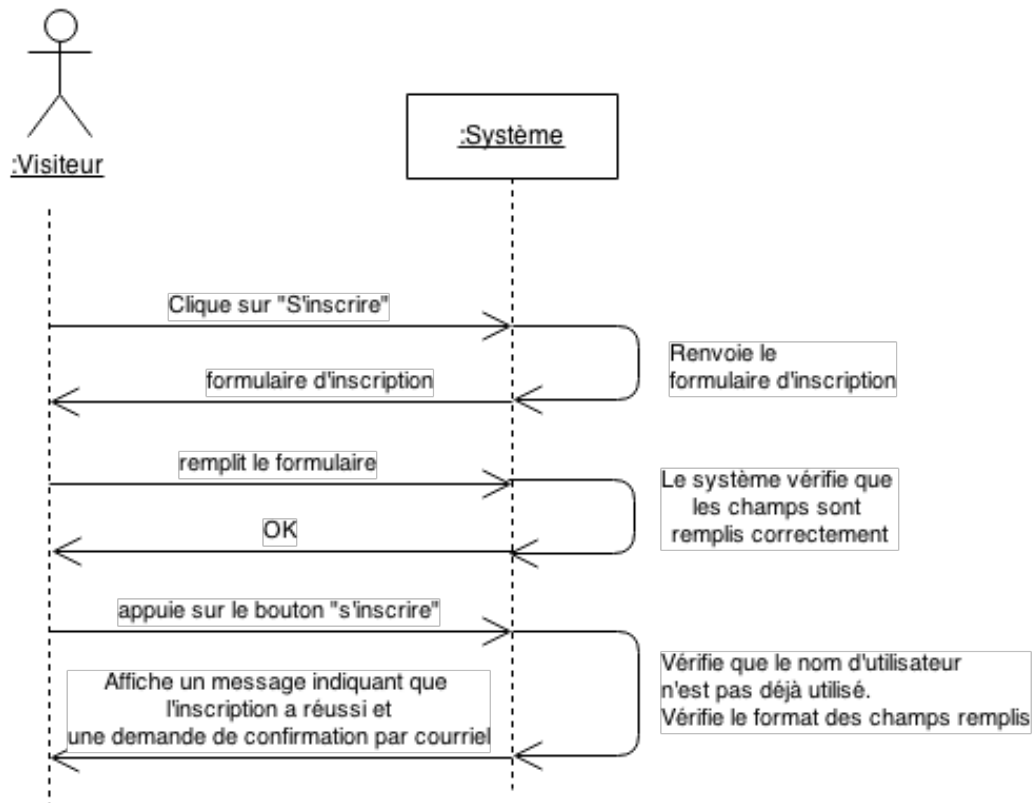 :Visiteur
:Système
Clique sur "S'inscrire"
Renvoie le
formulaire d'inscription
formulaire d'inscription
remplit le formulaire
Le système vérifie que
les champs sont
remplis correctement
OK
appuie sur le bouton "s'inscrire"
Vérifie que le nom d'utilisateur
n'est pas déjà utilisé.
Vérifie le format des champs remplis
Affiche un message indiquant que
l'inscription a réussi et
une demande de confirmation par courriel